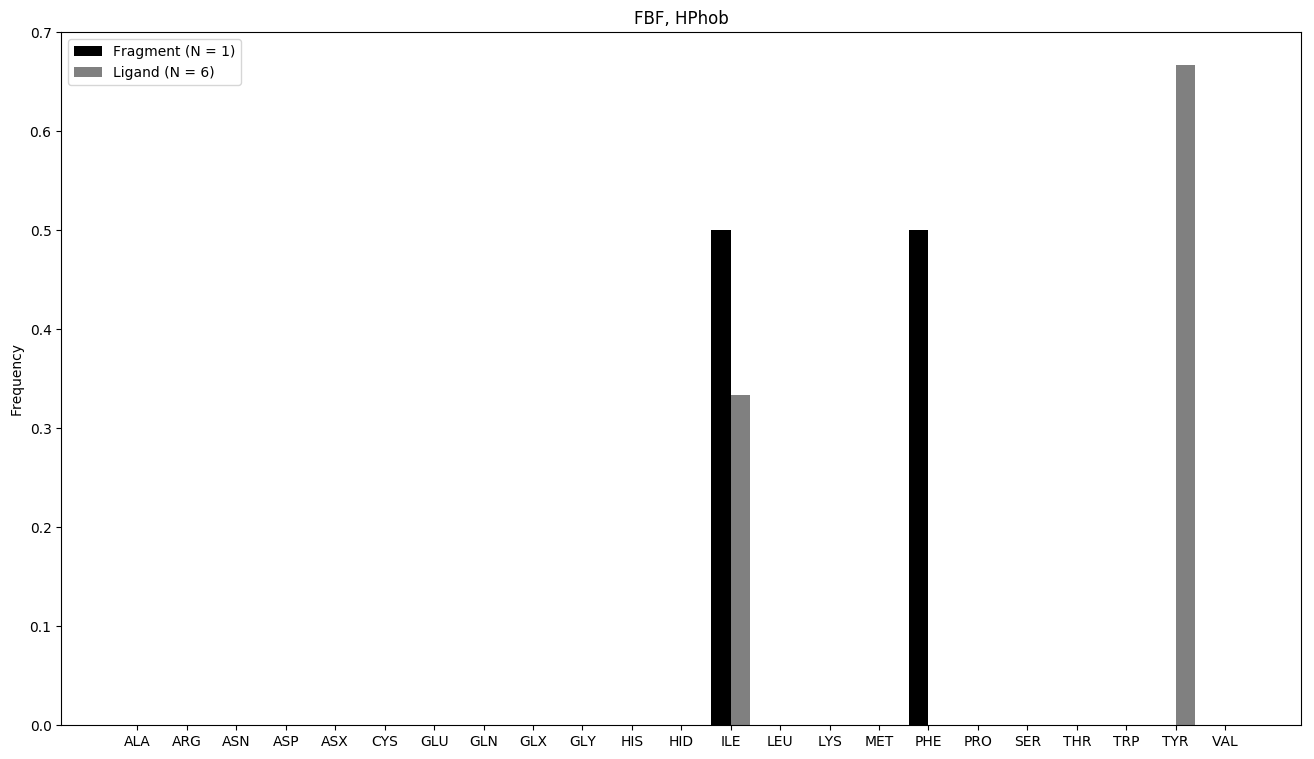 FBF, HPhob
Fragment (N = 1)
Ligand (N = 6)
Frequency
0.7
0.6
0.5
0.4
0.3
0.2
0.1
0.0
ALA ARG ASN ASP ASX CYS GLU GLN GLX GLY HIS HID ILE LEU LYS MET PHE PRO SER THR TRP TYR VAL